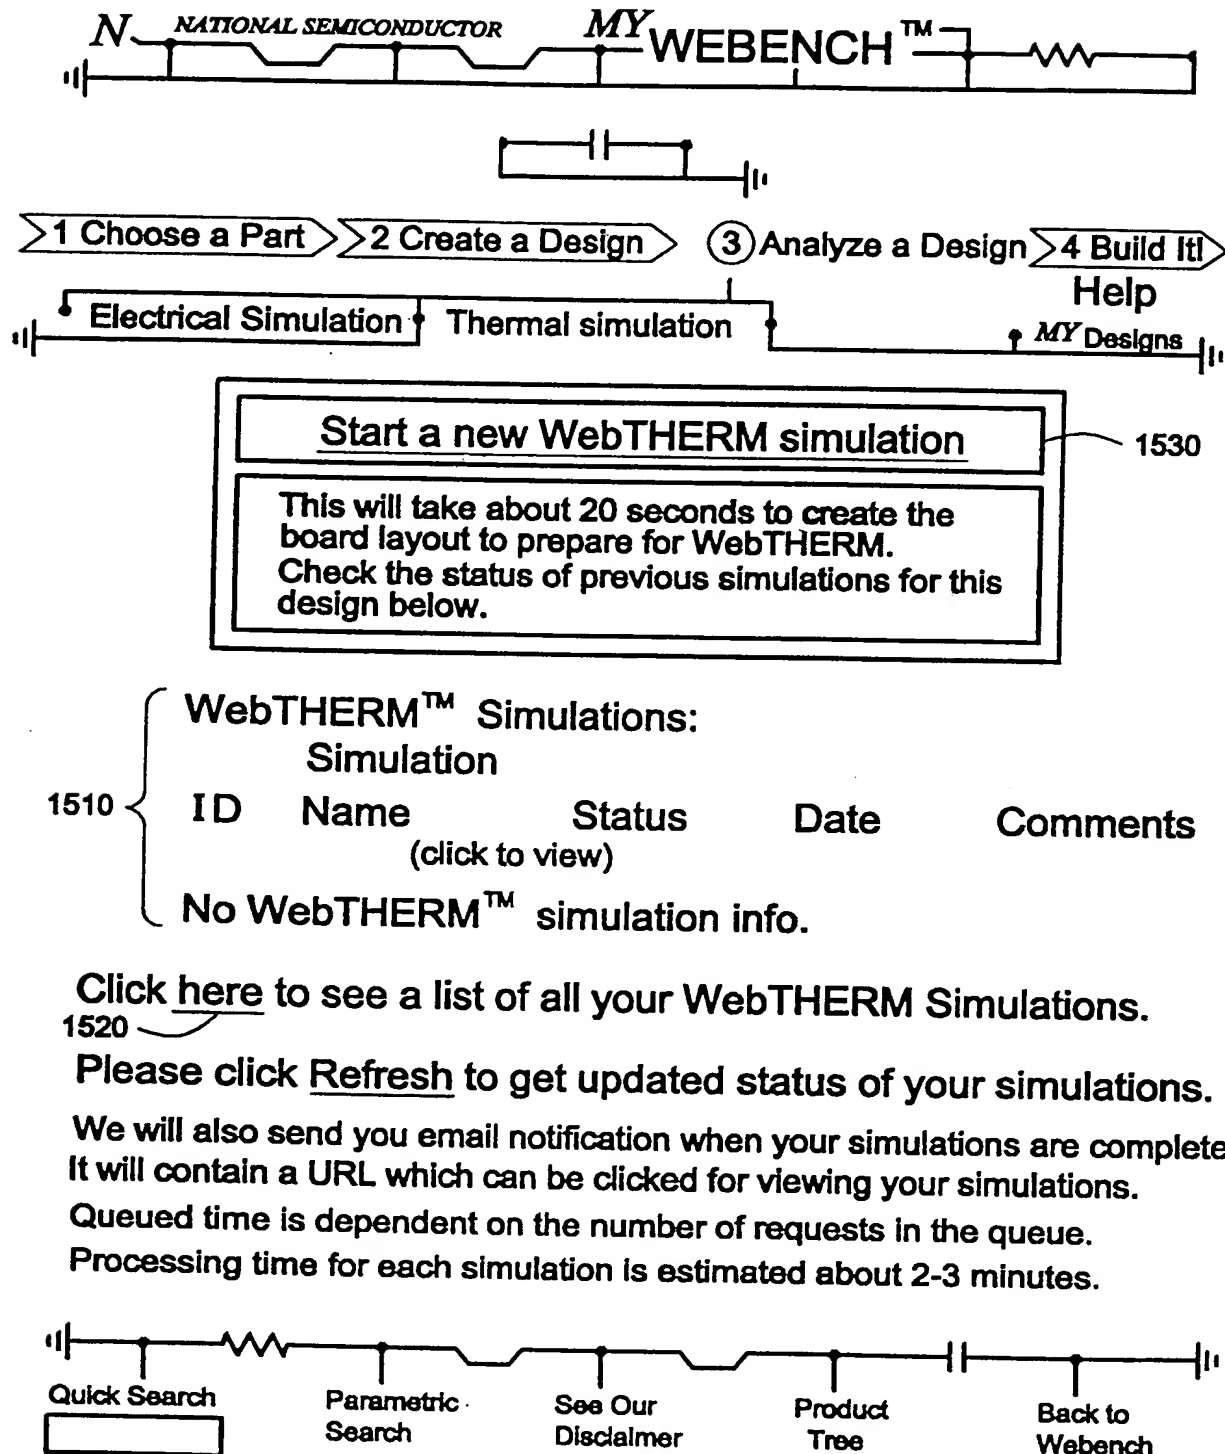 N NATIONAL SEMICONDUCTOR MY WEBENCH™
1 Choose a Part 2 Create a Design 3 Analyze a Design 4 Build It!
Help
Electrical Simulation Thermal simulation
MY Designs
Start a new WebTHERM simulation
1530
This will take about 20 seconds to create the
board layout to prepare for WebTHERM.
Check the status of previous simulations for this
design below.
WebTHERM™ Simulations:
Simulation
1510
ID Name Status Date Comments
(click to view)
No WebTHERM™ simulation info.
Click here to see a list of all your WebTHERM Simulations.
1520
Please click Refresh to get updated status of your simulations.
We will also send you email notification when your simulations are complete
It will contain a URL which can be clicked for viewing your simulations.
Queued time is dependent on the number of requests in the queue.
Processing time for each simulation is estimated about 2-3 minutes.
Quick Search Parametric See Our Product Back to
Search Disclaimer Tree Webench